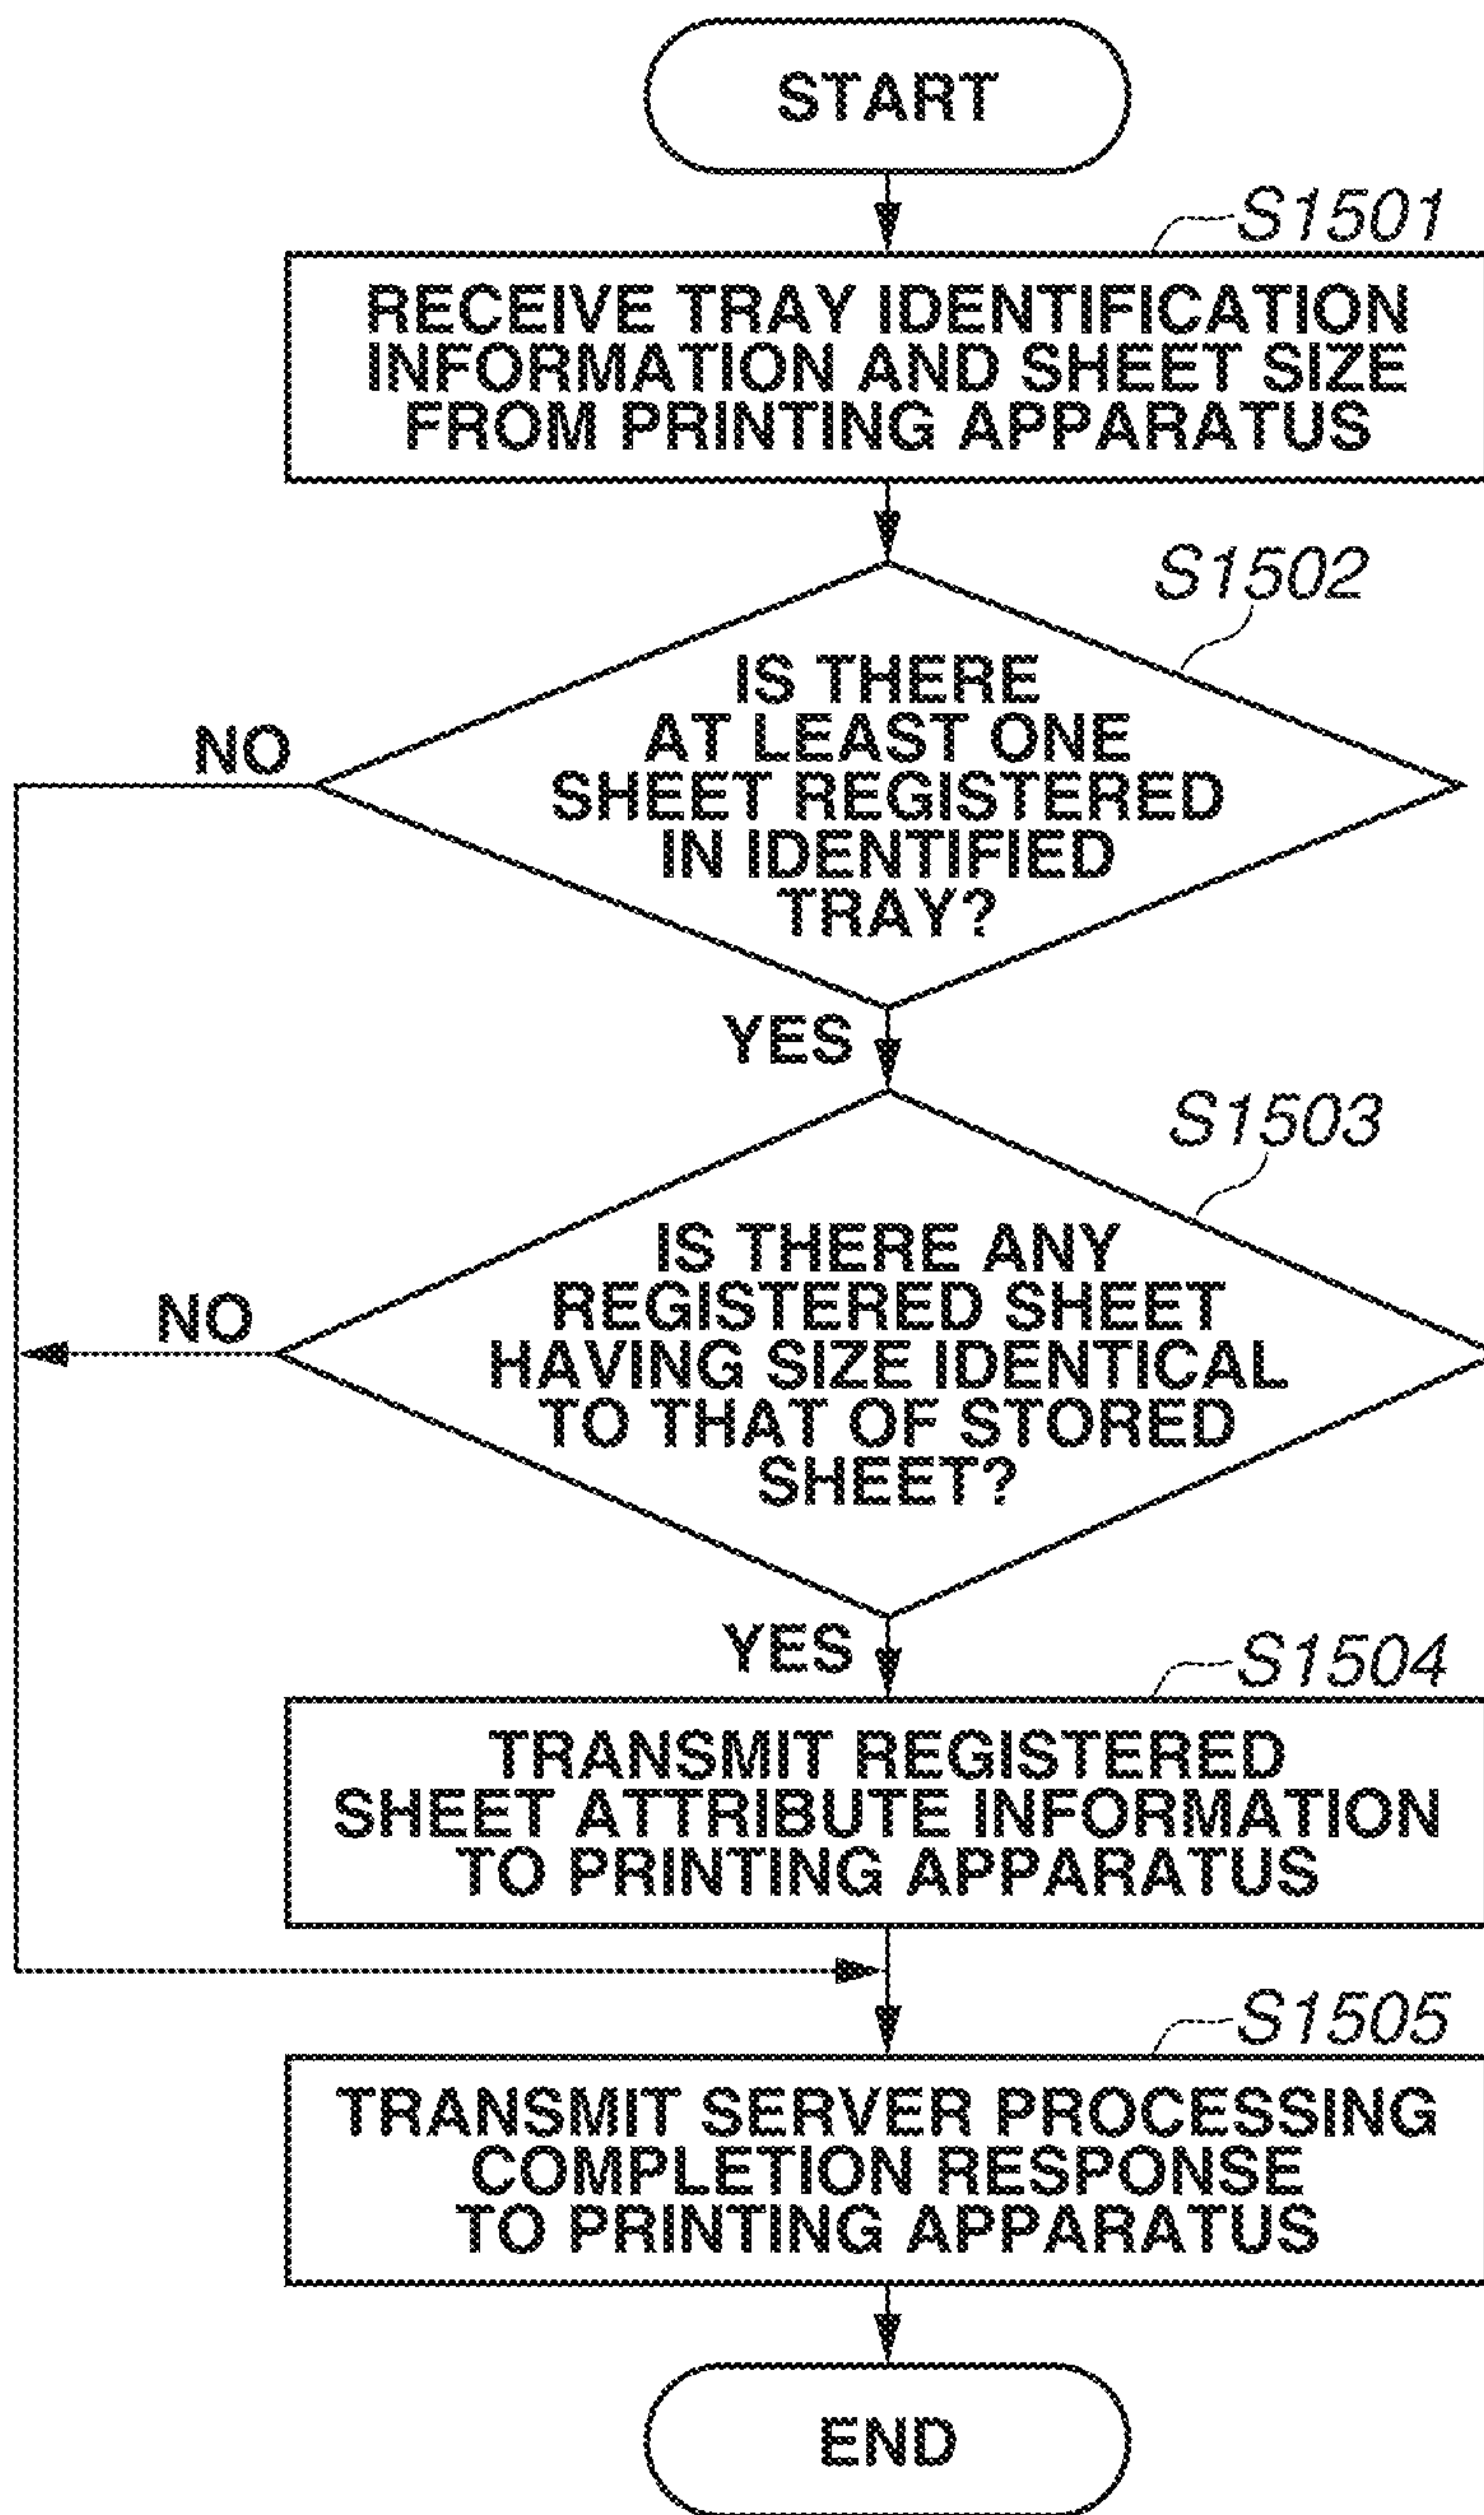 START
S1501
RECEIVE TRAY IDENTIFICATION
INFORMATION AND SHEET SIZE
FROM PRINTING APPARATUS
S1502
IS THERE
AT LEAST ONE
SHEET REGISTERED
IN IDENTIFIED
TRAY?
NO
YES
S1503
IS THERE ANY
REGISTERED SHEET
HAVING SIZE IDENTICAL
TO THAT OF STORED
SHEET?
NO
YES
S1504
TRANSMIT REGISTERED
SHEET ATTRIBUTE INFORMATION
TO PRINTING APPARATUS
S1505
TRANSMIT SERVER PROCESSING
COMPLETION RESPONSE
TO PRINTING APPARATUS
END